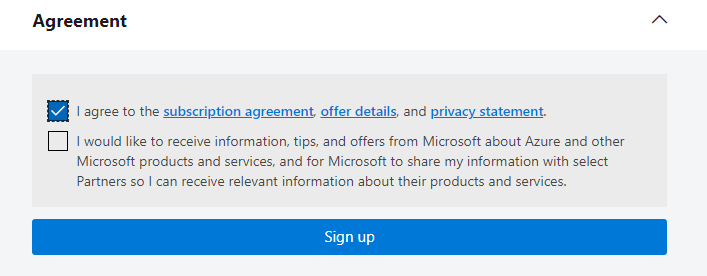 Agreement
I agree to the subscription agreement, offer details, and privacy statement.
I would like to receive information, tips, and offers from Microsoft about Azure and other
Microsoft products and services, and for Microsoft to share my information with select
Partners so I can receive relevant information about their products and services.
Sign up